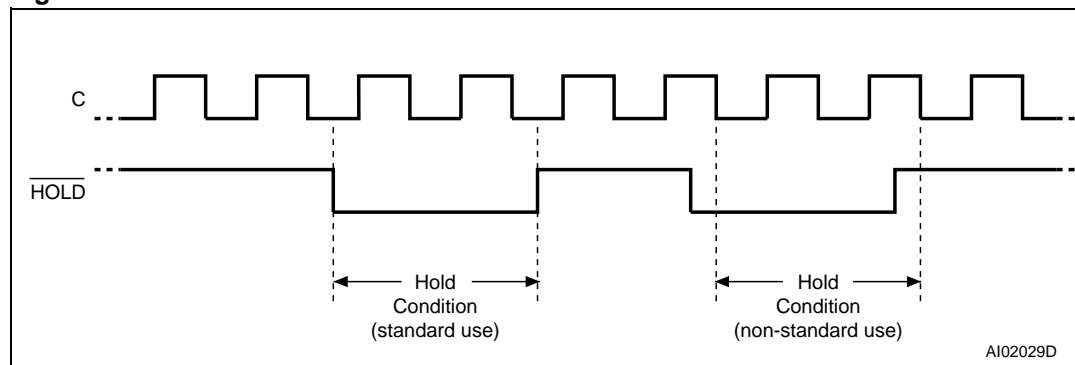 C
HOLD
Hold
Condition
(standard use)
Hold
Condition
(non-standard use)
AI02029D